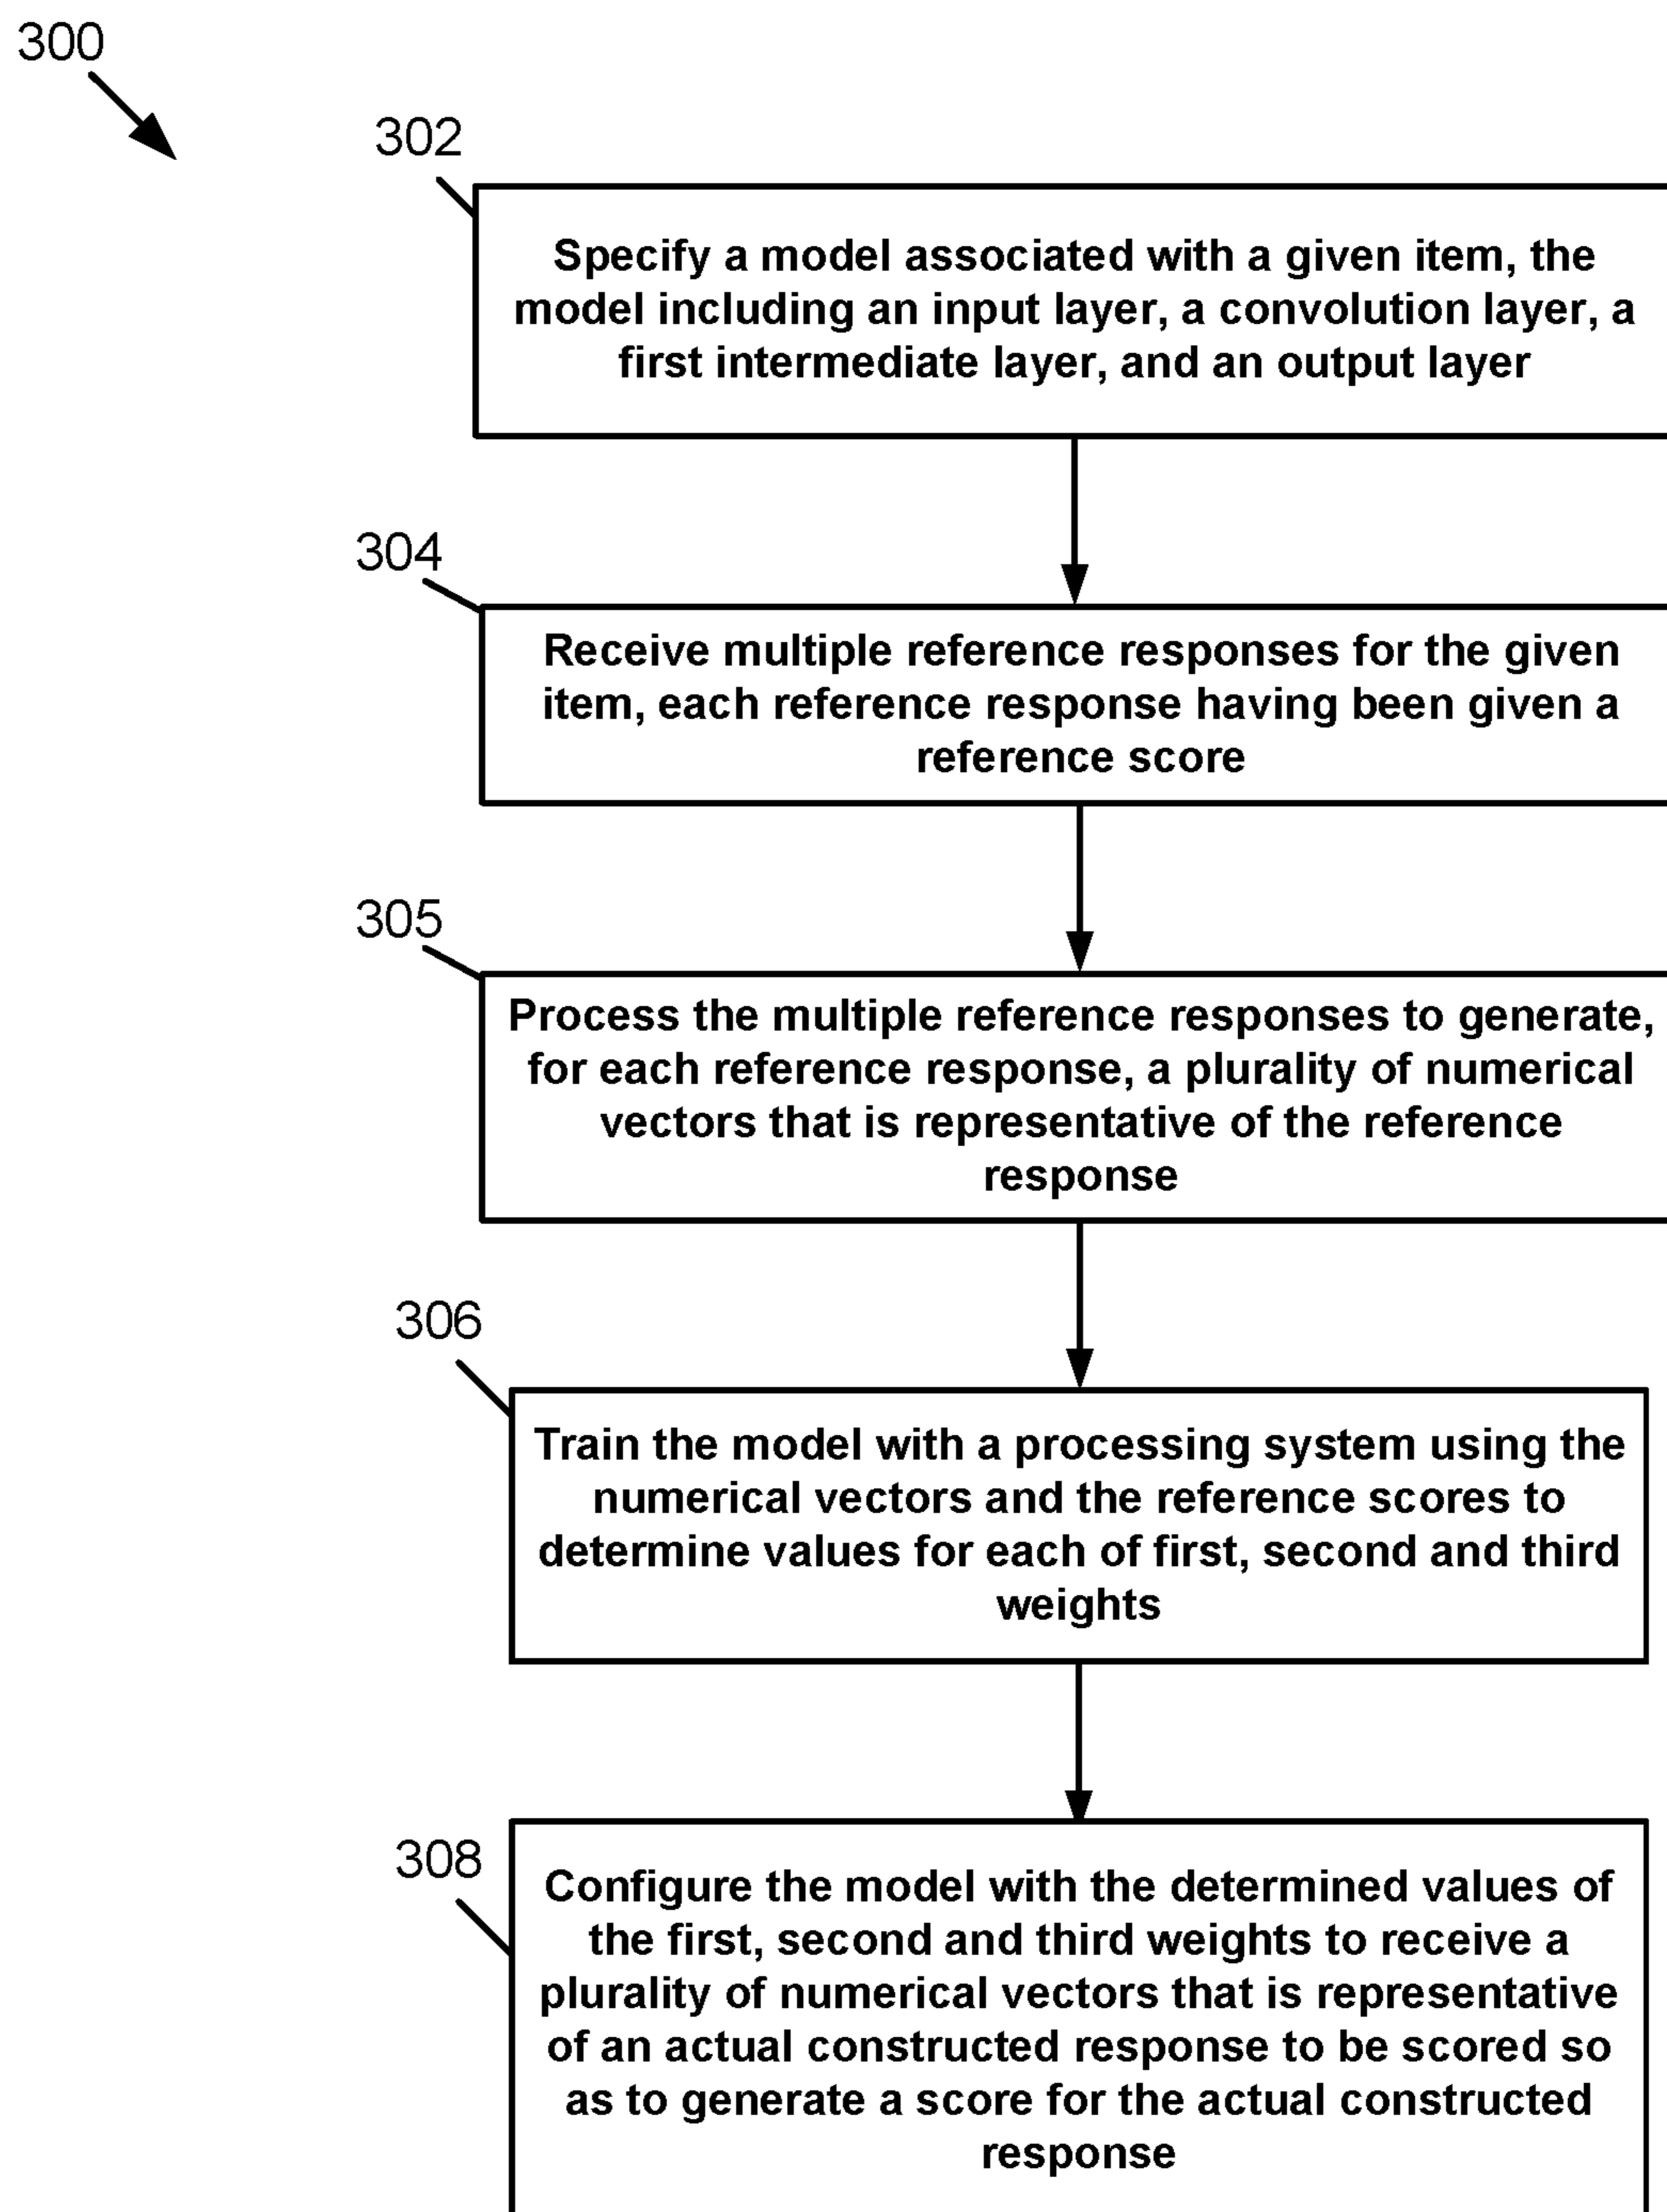 300
302
Specify a model associated with a given item, the
model including an input layer, a convolution layer, a
first intermediate layer, and an output layer
304
Receive multiple reference responses for the given
item, each reference response having been given a
reference score
305
Process the multiple reference responses to generate,
for each reference response, a plurality of numerical
vectors that is representative of the reference
response
306
Train the model with a processing system using the
numerical vectors and the reference scores to
determine values for each of first, second and third
weights
308
Configure the model with the determined values of
the first, second and third weights to receive a
plurality of numerical vectors that is representative
of an actual constructed response to be scored so
as to generate a score for the actual constructed
response